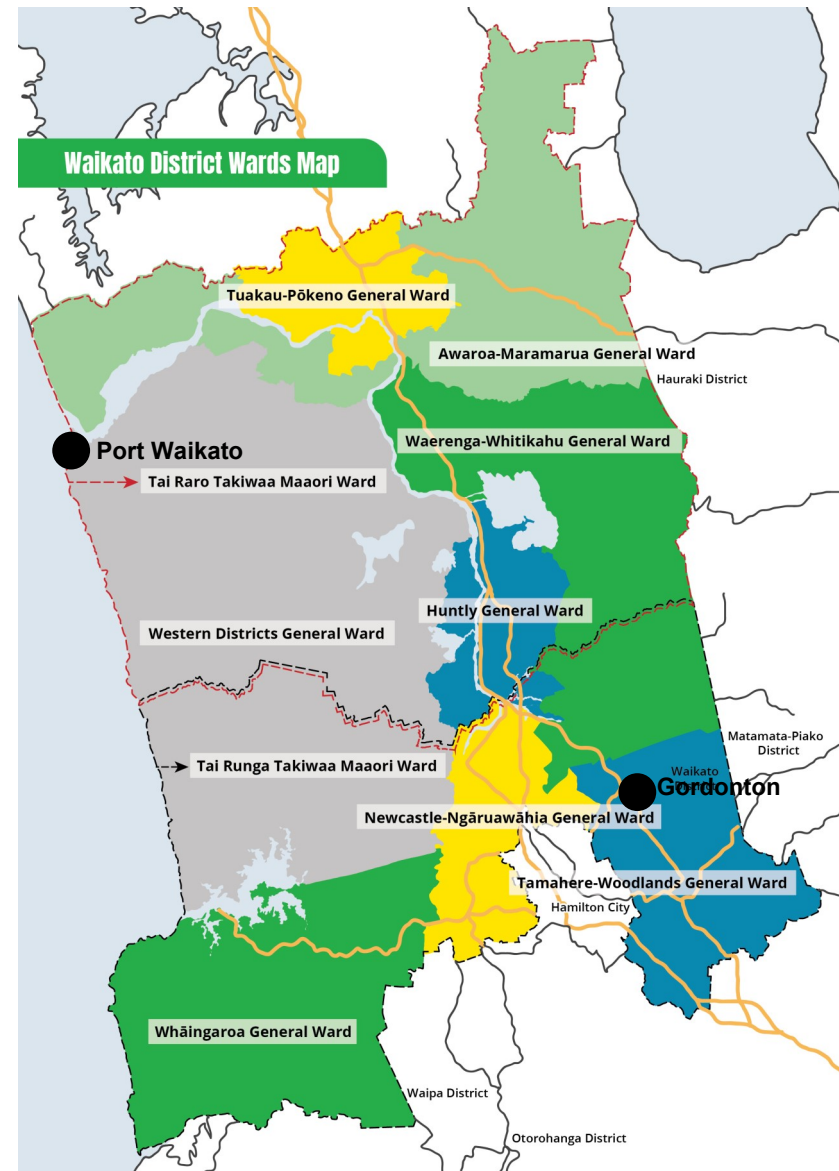 Waikato District Wards Map
Tuakau-Pōkeno General Ward
Awaroa-Maramarua General Ward
Hauraki District
Waerenga-Whitikahu General Ward
Port Waikato
Tai Raro Takiwaa Maaori Ward
Huntly General Ward
Western Districts General Ward
Matamata-Piako
District
Tai Runga Takiwaa Maaori Ward
Waikato
District
Gordonton
Newcastle-Ngāruawāhia General Ward
Tamahere-Woodlands General Ward
Hamilton City
Whāingaroa General Ward
Waipa District
Otorohanga District